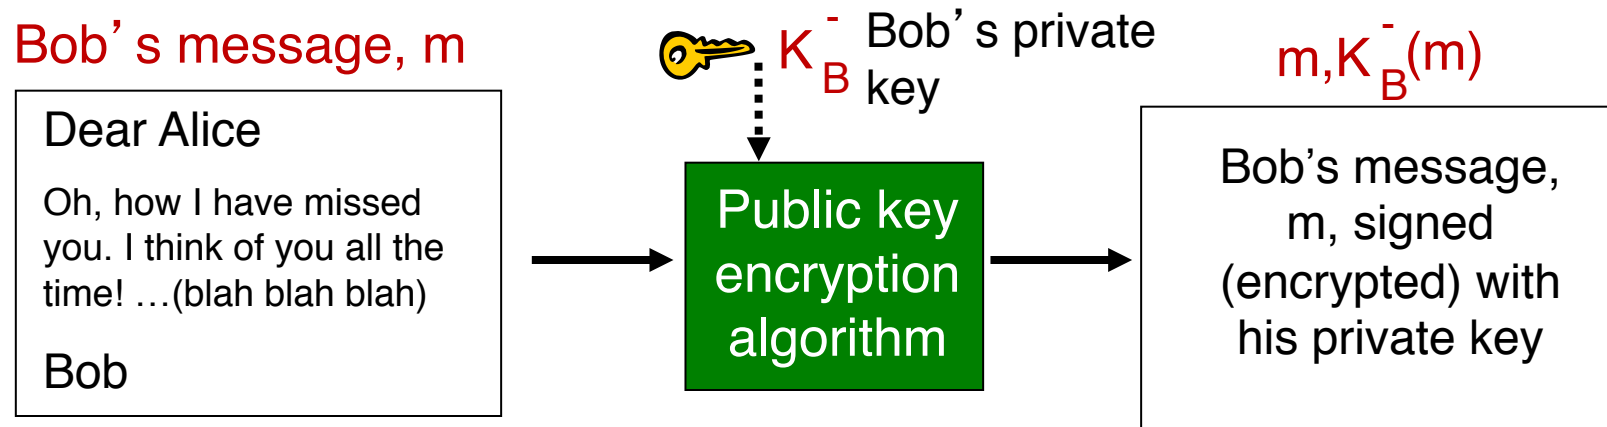 Bob’s message, m
Dear Alice
Oh, how I have missed
you. I think of you all the
time! …(blah blah blah)
Bob
K B -
Bob’s private
key
Public key
encryption
algorithm
m,K B - (m)
Bob’s message,
m, signed
(encrypted) with
his private key